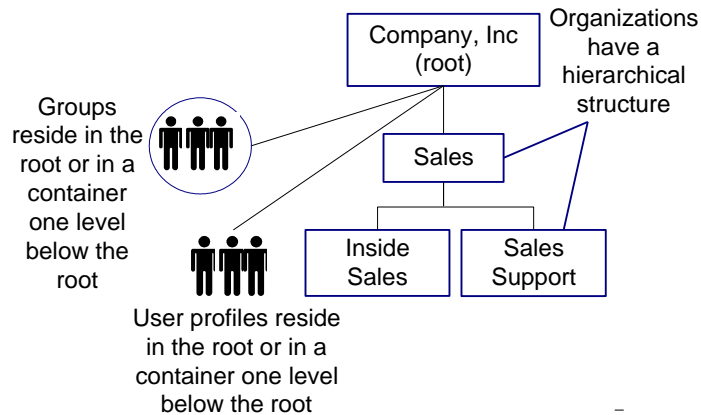 Company, Inc
(root)
Organizations
have a
hierarchical
structure
Groups
reside in the
root or in a
container
one level
below the
root
Sales
Inside
Sales
Sales
Support
User profiles reside
in the root or in a
container one level
below the root